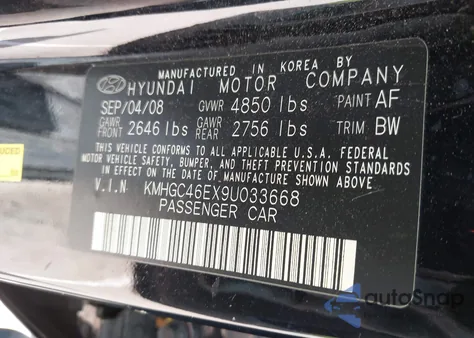 MANUFACTURED IN KOREA BY
HYUNDAI MOTOR COMPANY
SEP/04/08 GVWR 4850 lbs PAINT AF
GAWR FRONT 2646 lbs GAWR REAR 2756 lbs TRIM BW
THIS VEHICLE CONFORMS TO ALL APPLICABLE U.S.A. FEDERAL
MOTOR VEHICLE SAFETY, BUMPER, AND THEFT PREVENTION STANDARDS
IN EFFECT ON THE DATE OF MANUFACTURE SHOWN ABOVE.
V.I.N KMHGC46EX9U033668
PASSENGER CAR
autoSnap